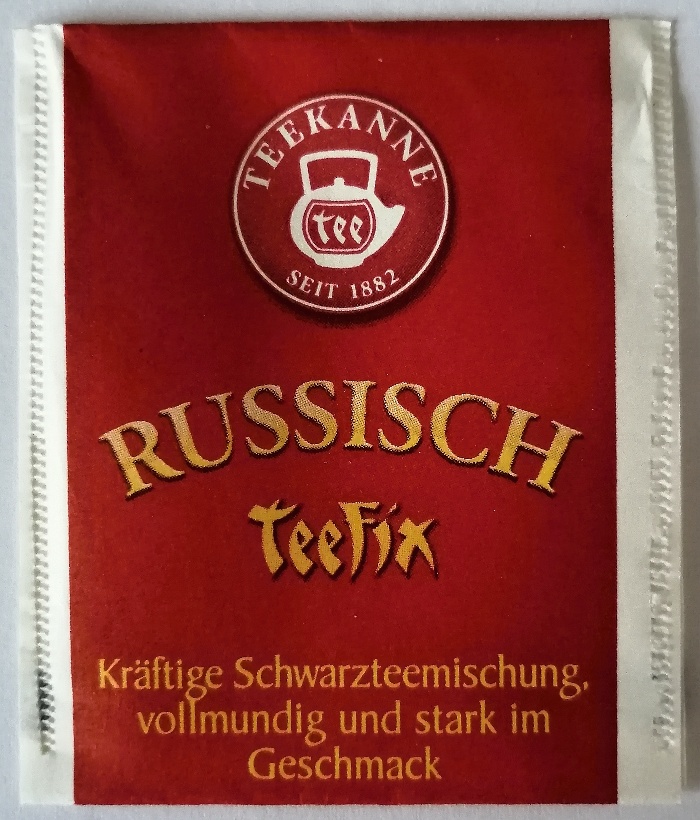 TEEKANNE
tee
SEIT 1882
RUSSISCH
TeeFix
Kräftige Schwarzteemischung,
vollmundig und stark im
Geschmack